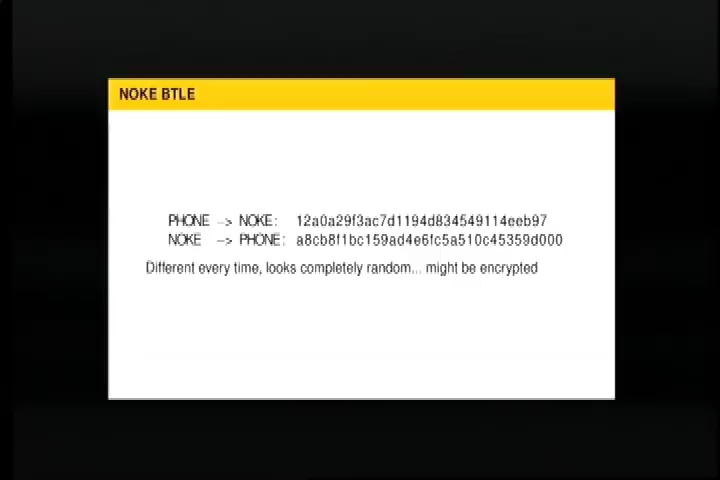 NOKE BTLE
PHONE --> NOKE: 12a0a29f3ac7d1194d834549114eeb97
NOKE --> PHONE: a8cb8f1bc159ad4e6fc5a510c45359d000
Different every time, looks completely random... might be encrypted